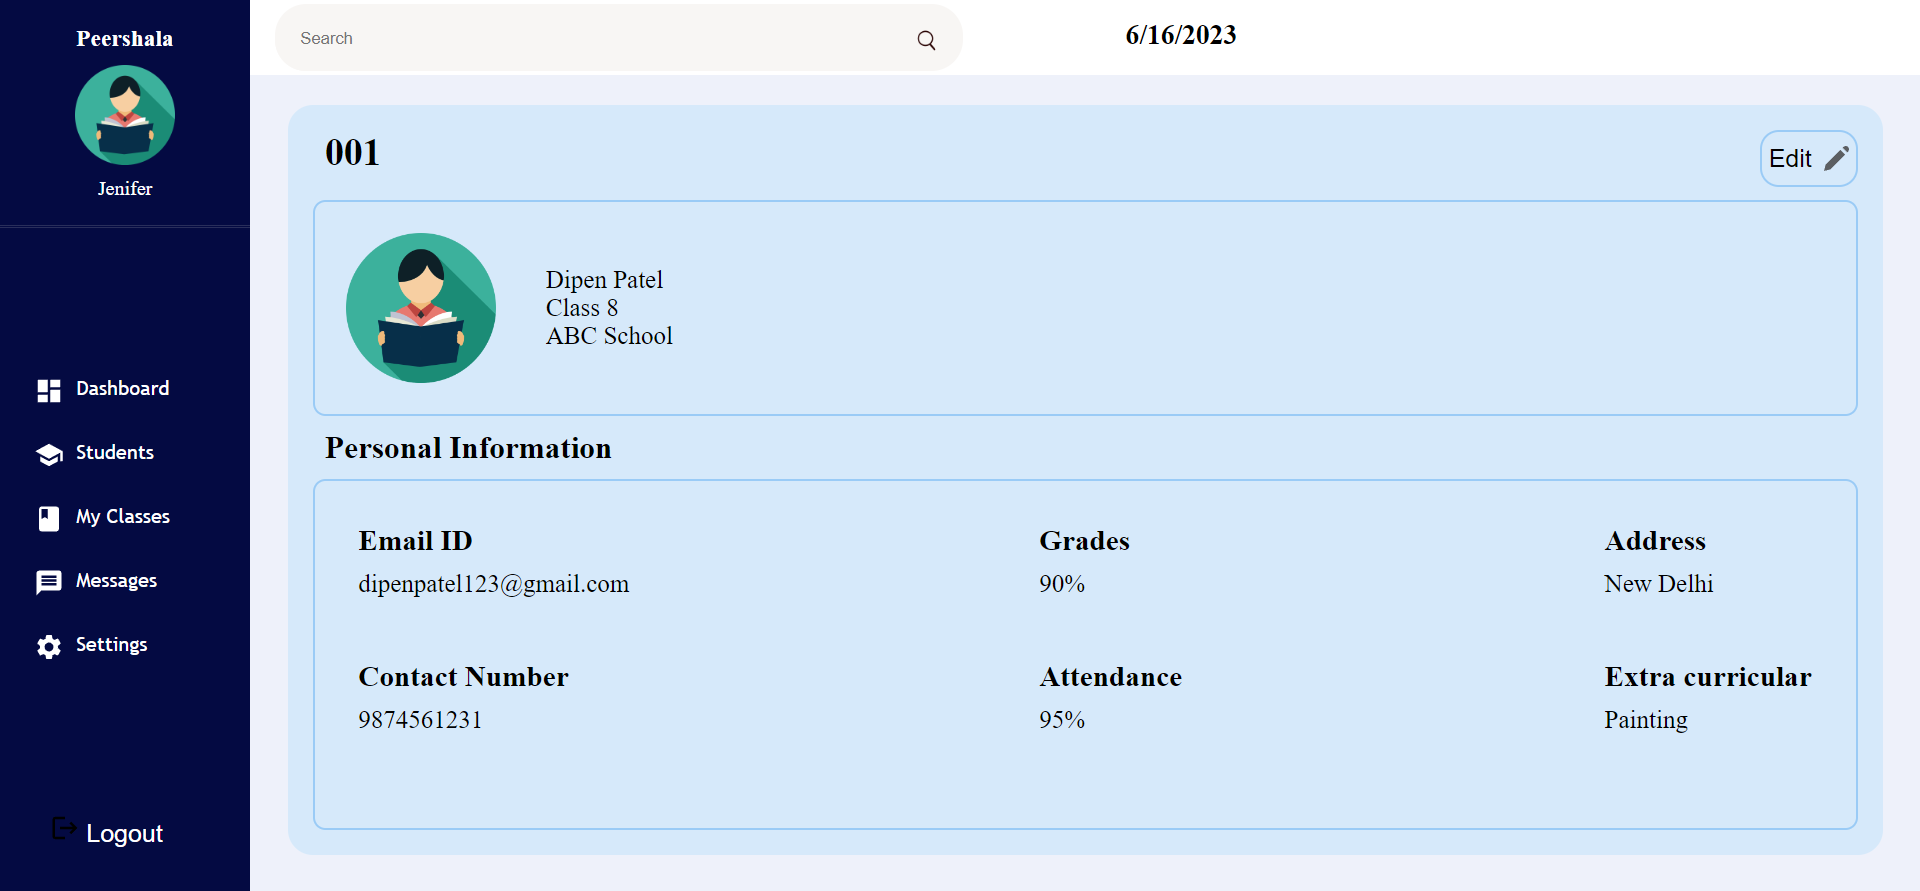 Peershala
Jenifer
Dashboard
Students
My Classes
Messages
Settings
Logout
Search
6/16/2023
001
Edit
Dipen Patel
Class 8
ABC School
Personal Information
Email ID
dipenpatel123@gmail.com
Grades
90%
Address
New Delhi
Contact Number
9874561231
Attendance
95%
Extra curricular
Painting